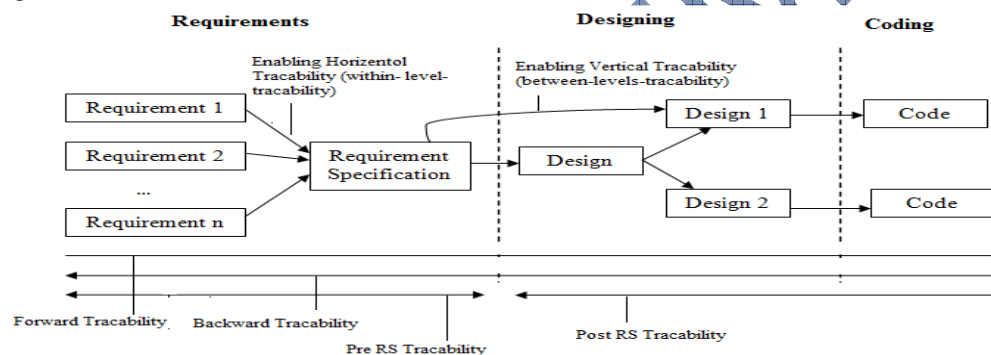 Requirements
Designing
Coding
Enabling Horizentol
Tracability (within- level-
tracability)
Enabling Vertical Tracability
(between-levels-tracability)
Requirement 1
Requirement 2
...
Requirement n
Requirement
Specification
Design
Design 1
Design 2
Code
Code
Forward Tracability
Backward Tracability
Pre RS Tracability
Post RS Tracability